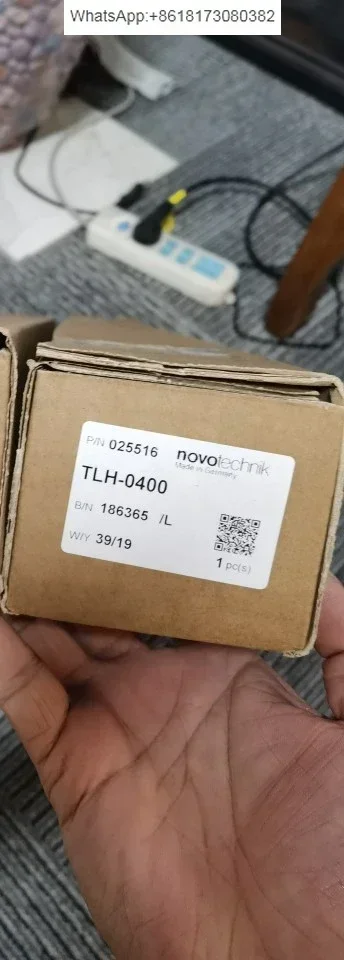 WhatsApp:+8618173080382
P/N 025516 novotechnik
Made in Germany
TLH-0400
B/N 186365 /L
W/Y 39/19
1 pc(s)